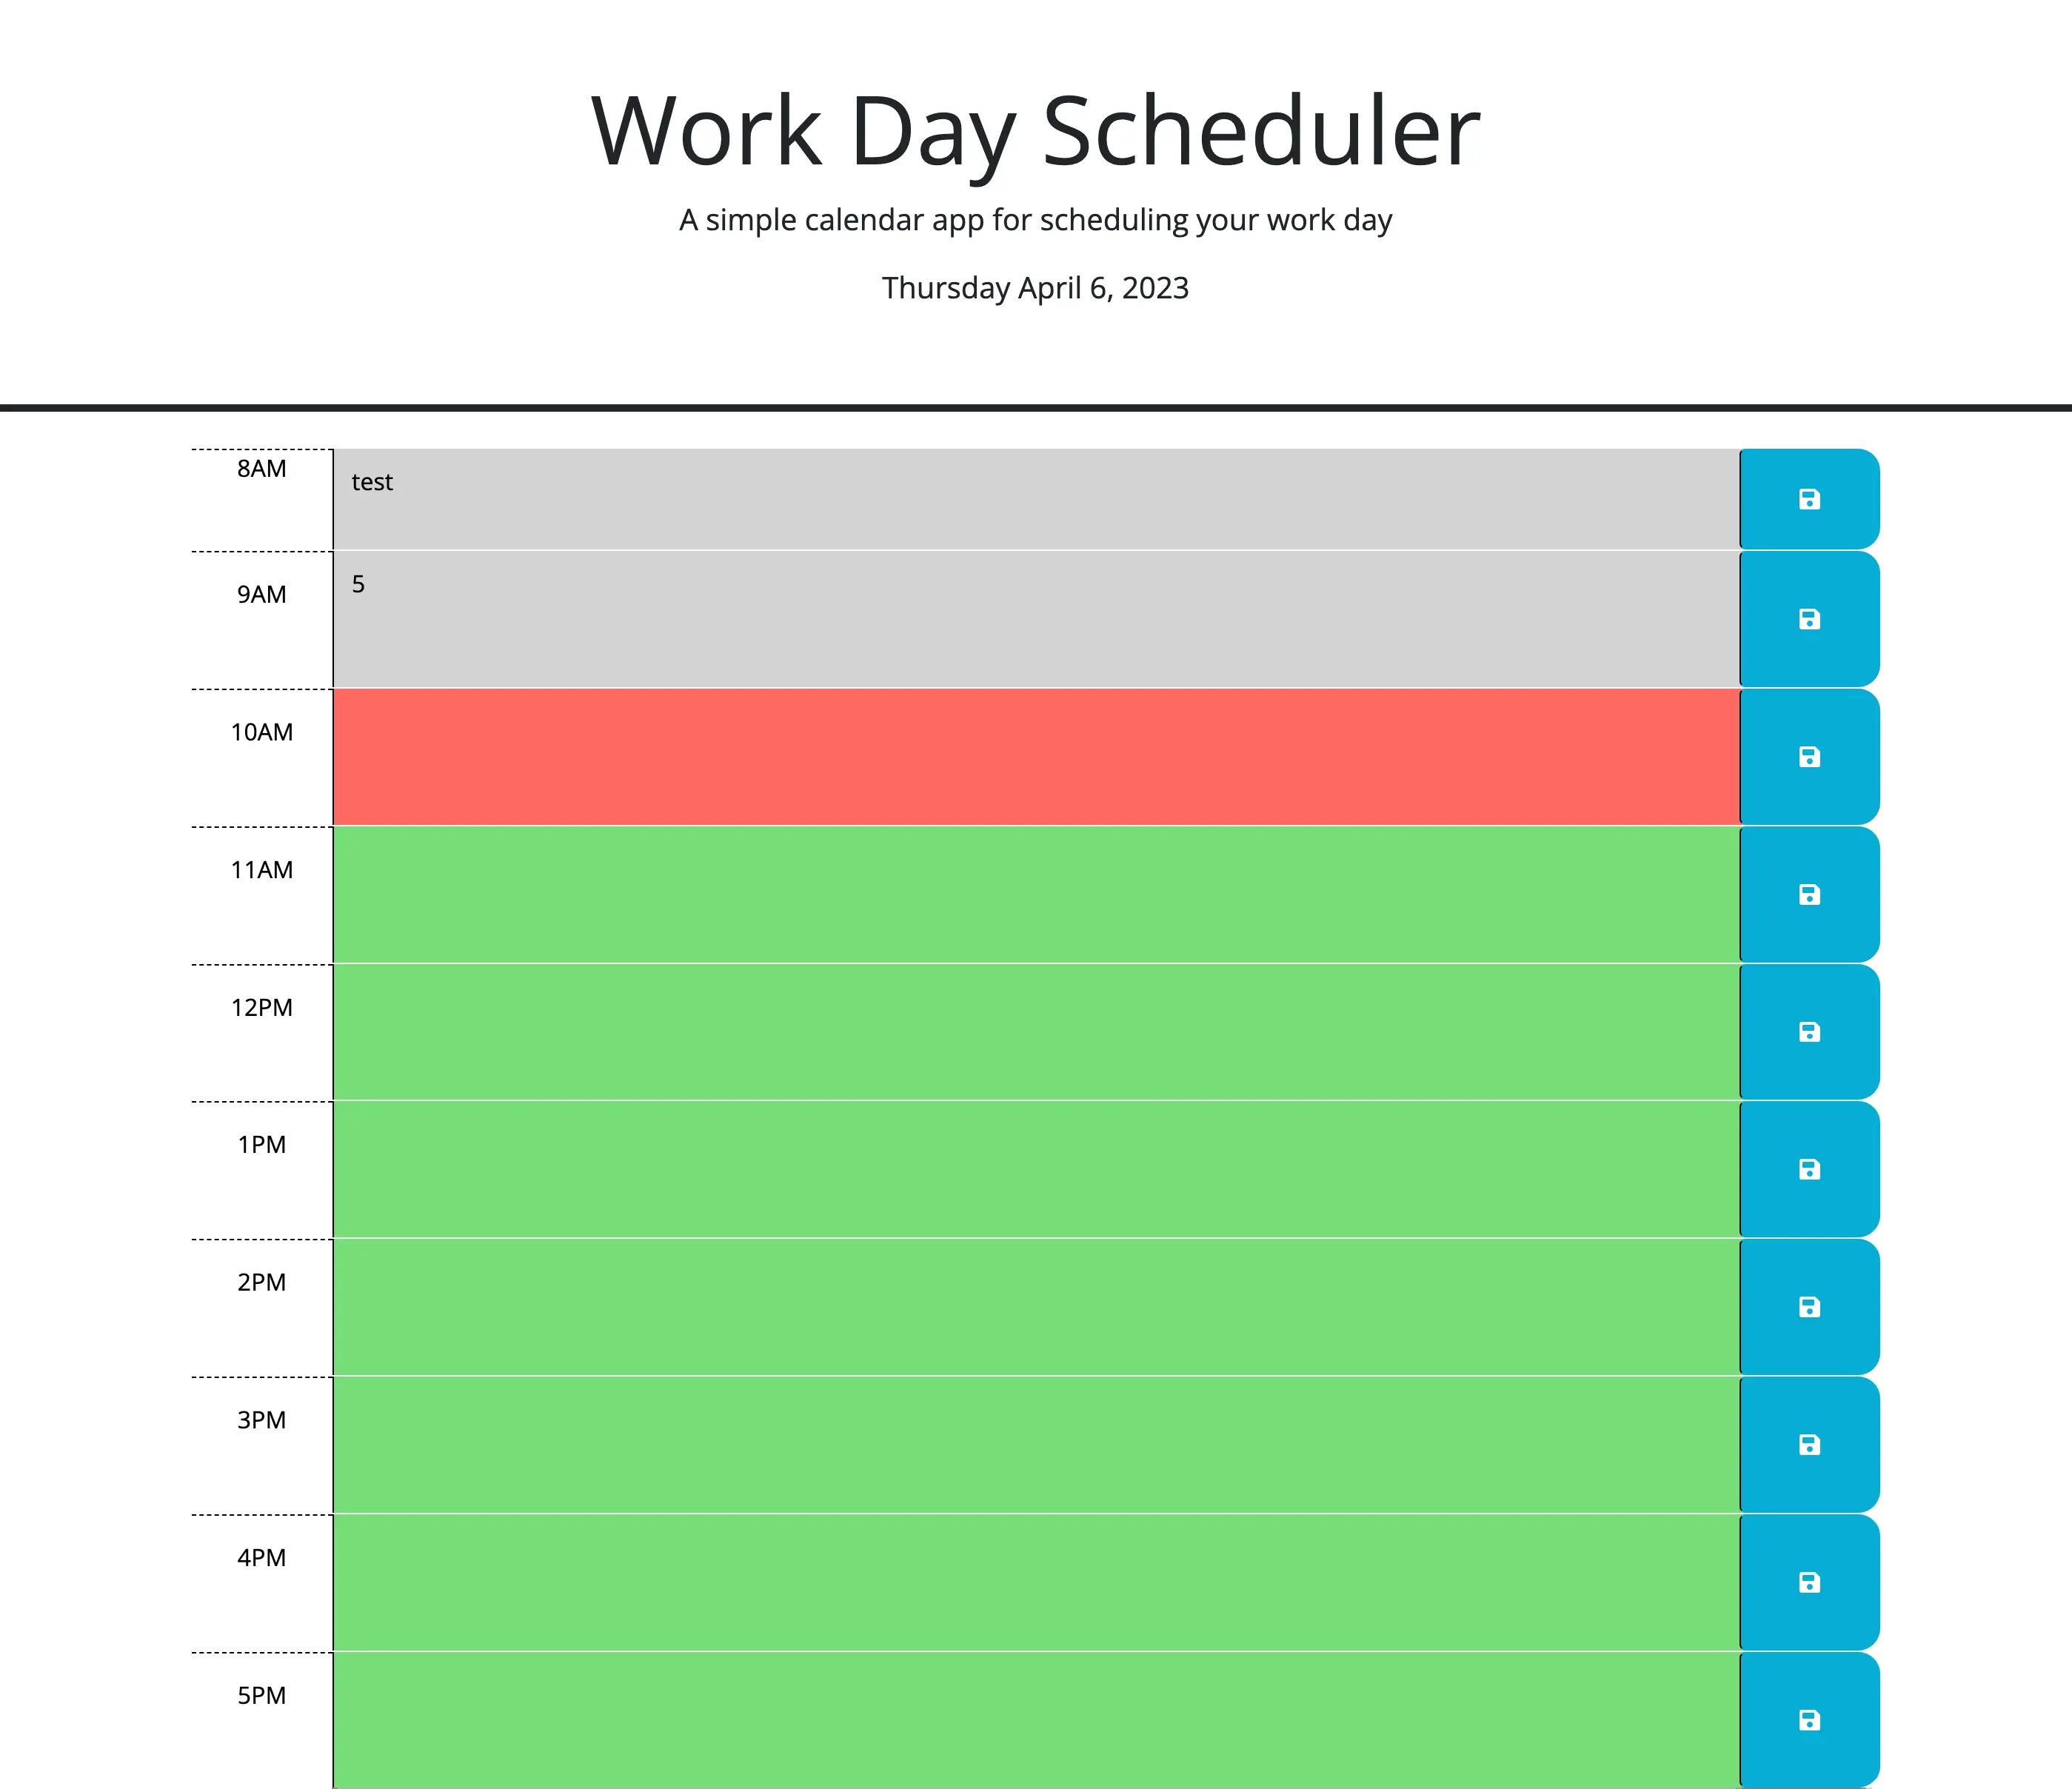 Work Day Scheduler
A simple calendar app for scheduling your work day
Thursday April 6, 2023
8AM
test
9AM
5
10AM
11AM
12PM
1PM
2PM
3PM
4PM
5PM